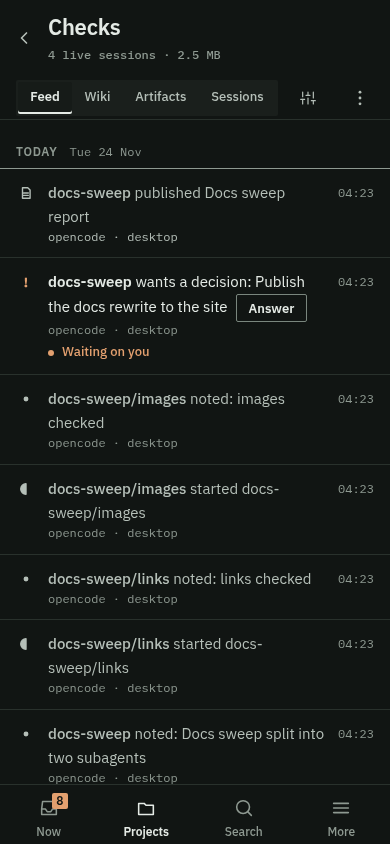 Checks
4 live sessions · 2.5 MB
Feed Wiki Artifacts Sessions
TODAY Tue 24 Nov
docs-sweep published Docs sweep 04:23
report
opencode · desktop
! docs-sweep wants a decision: Publish 04:23
the docs rewrite to the site Answer
opencode · desktop
Waiting on you
docs-sweep/images noted: images 04:23
checked
opencode · desktop
docs-sweep/images started docs- 04:23
sweep/images
opencode · desktop
docs-sweep/links noted: links checked 04:23
opencode · desktop
docs-sweep/links started docs- 04:23
sweep/links
opencode · desktop
docs-sweep noted: Docs sweep split into 04:23
two subagents
opencode · desktop
8
Now Projects Search More